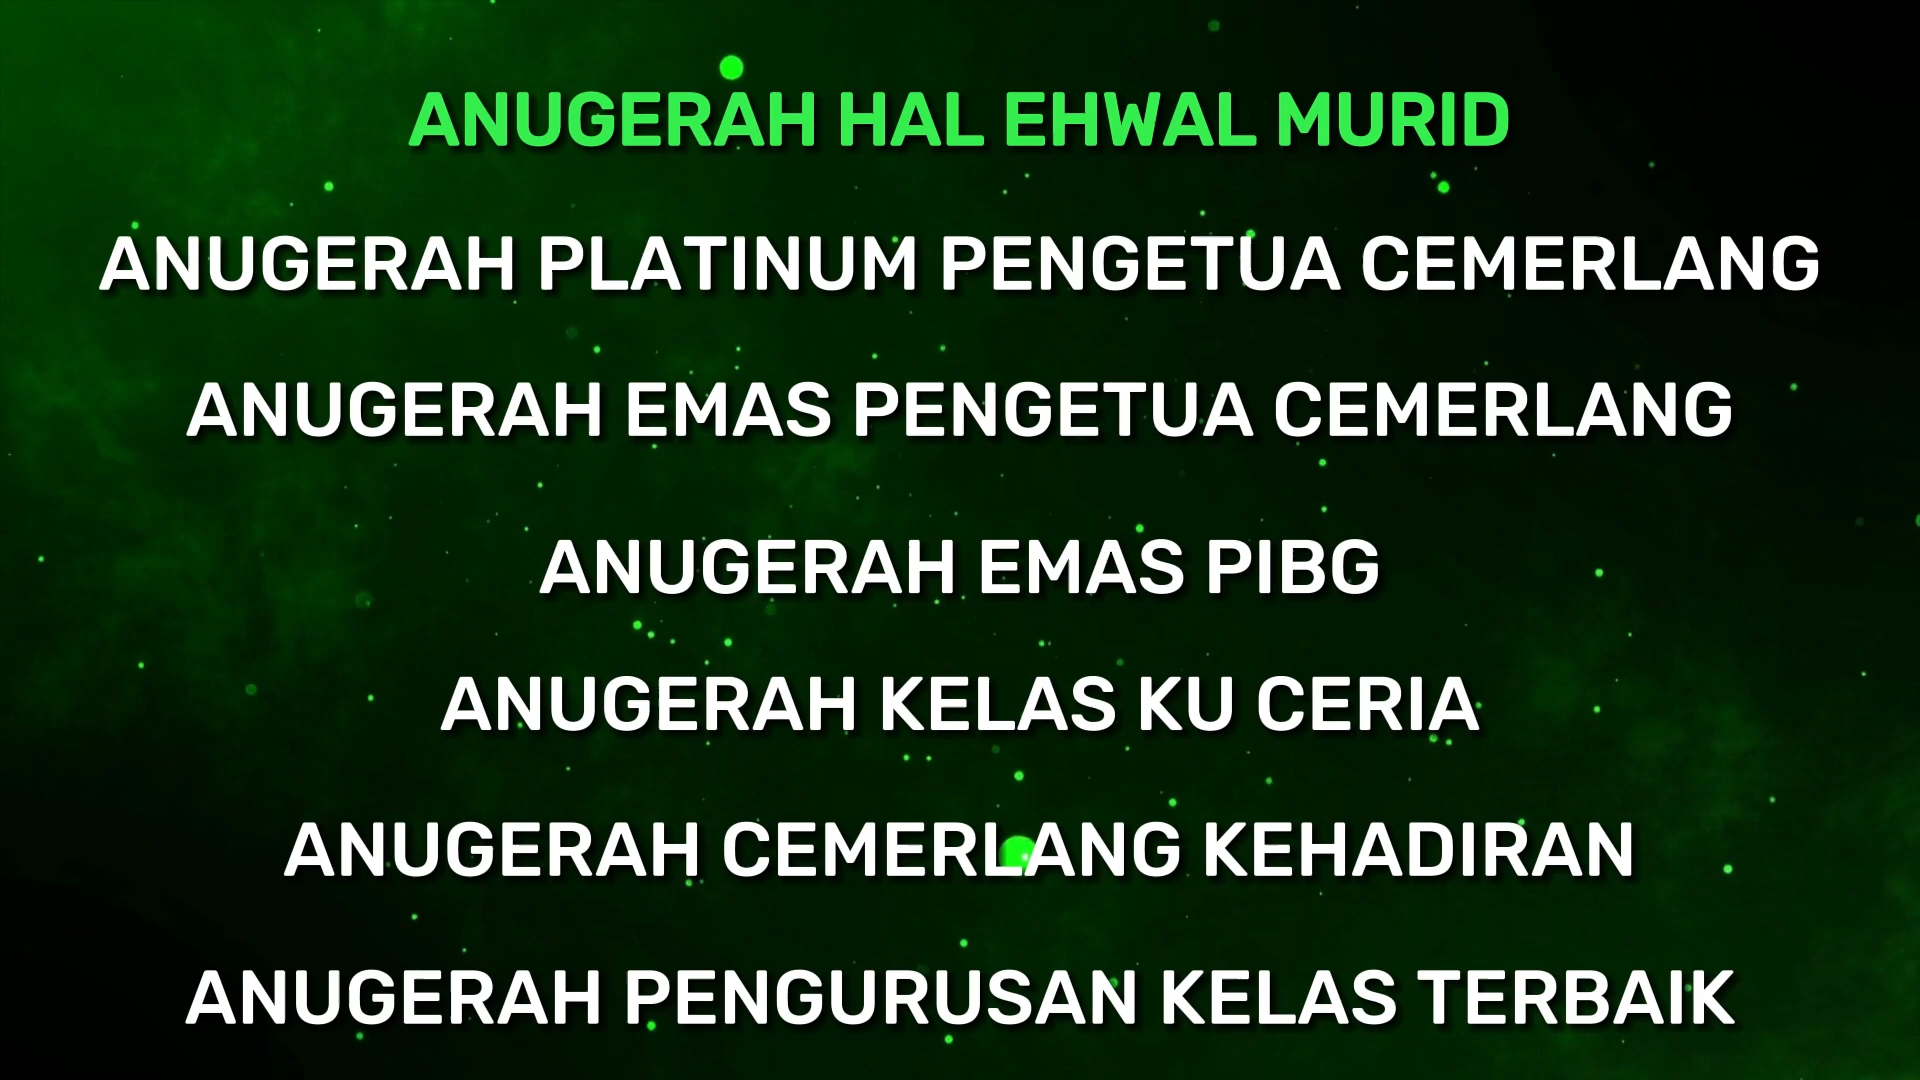 ANUGERAH HAL EHWAL MURID
ANUGERAH PLATINUM PENGETUA CEMERLANG
ANUGERAH EMAS PENGETUA CEMERLANG
ANUGERAH EMAS PIBG
ANUGERAH KELAS KU CERIA
ANUGERAH CEMERLANG KEHADIRAN
ANUGERAH PENGURUSAN KELAS TERBAIK